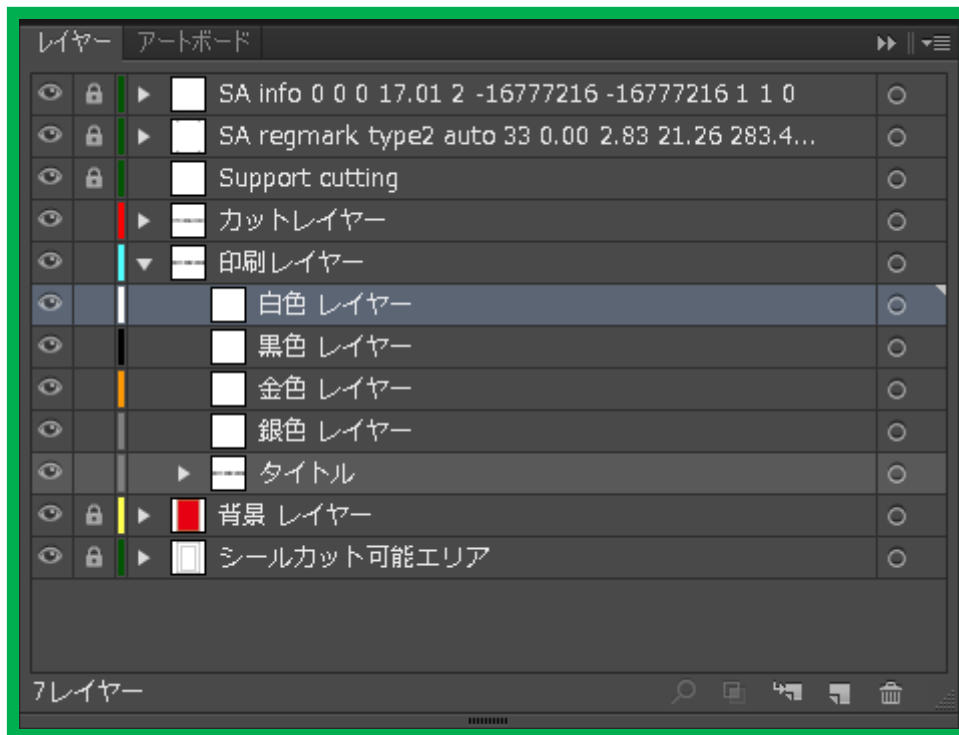 レイヤー アートボード
SA info 0 0 0 17.01 2 -16777216 -16777216 1 1 0
SA regmark type2 auto 33 0.00 2.83 21.26 283.4...
Support cutting
カットレイヤー
印刷レイヤー
白色 レイヤー
黒色 レイヤー
金色 レイヤー
銀色 レイヤー
タイトル
背景 レイヤー
シールカット可能エリア
7レイヤー